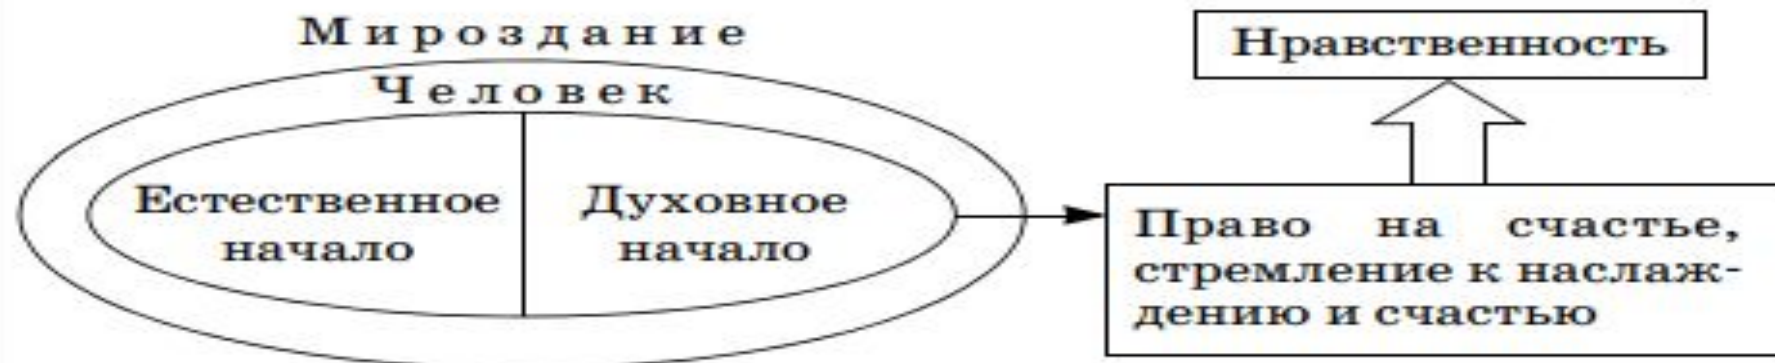 Мироздание
Человек
Естественное
начало
Духовное
начало
Нравственность
Право на счастье,
стремление к наслаж-
дению и счастью